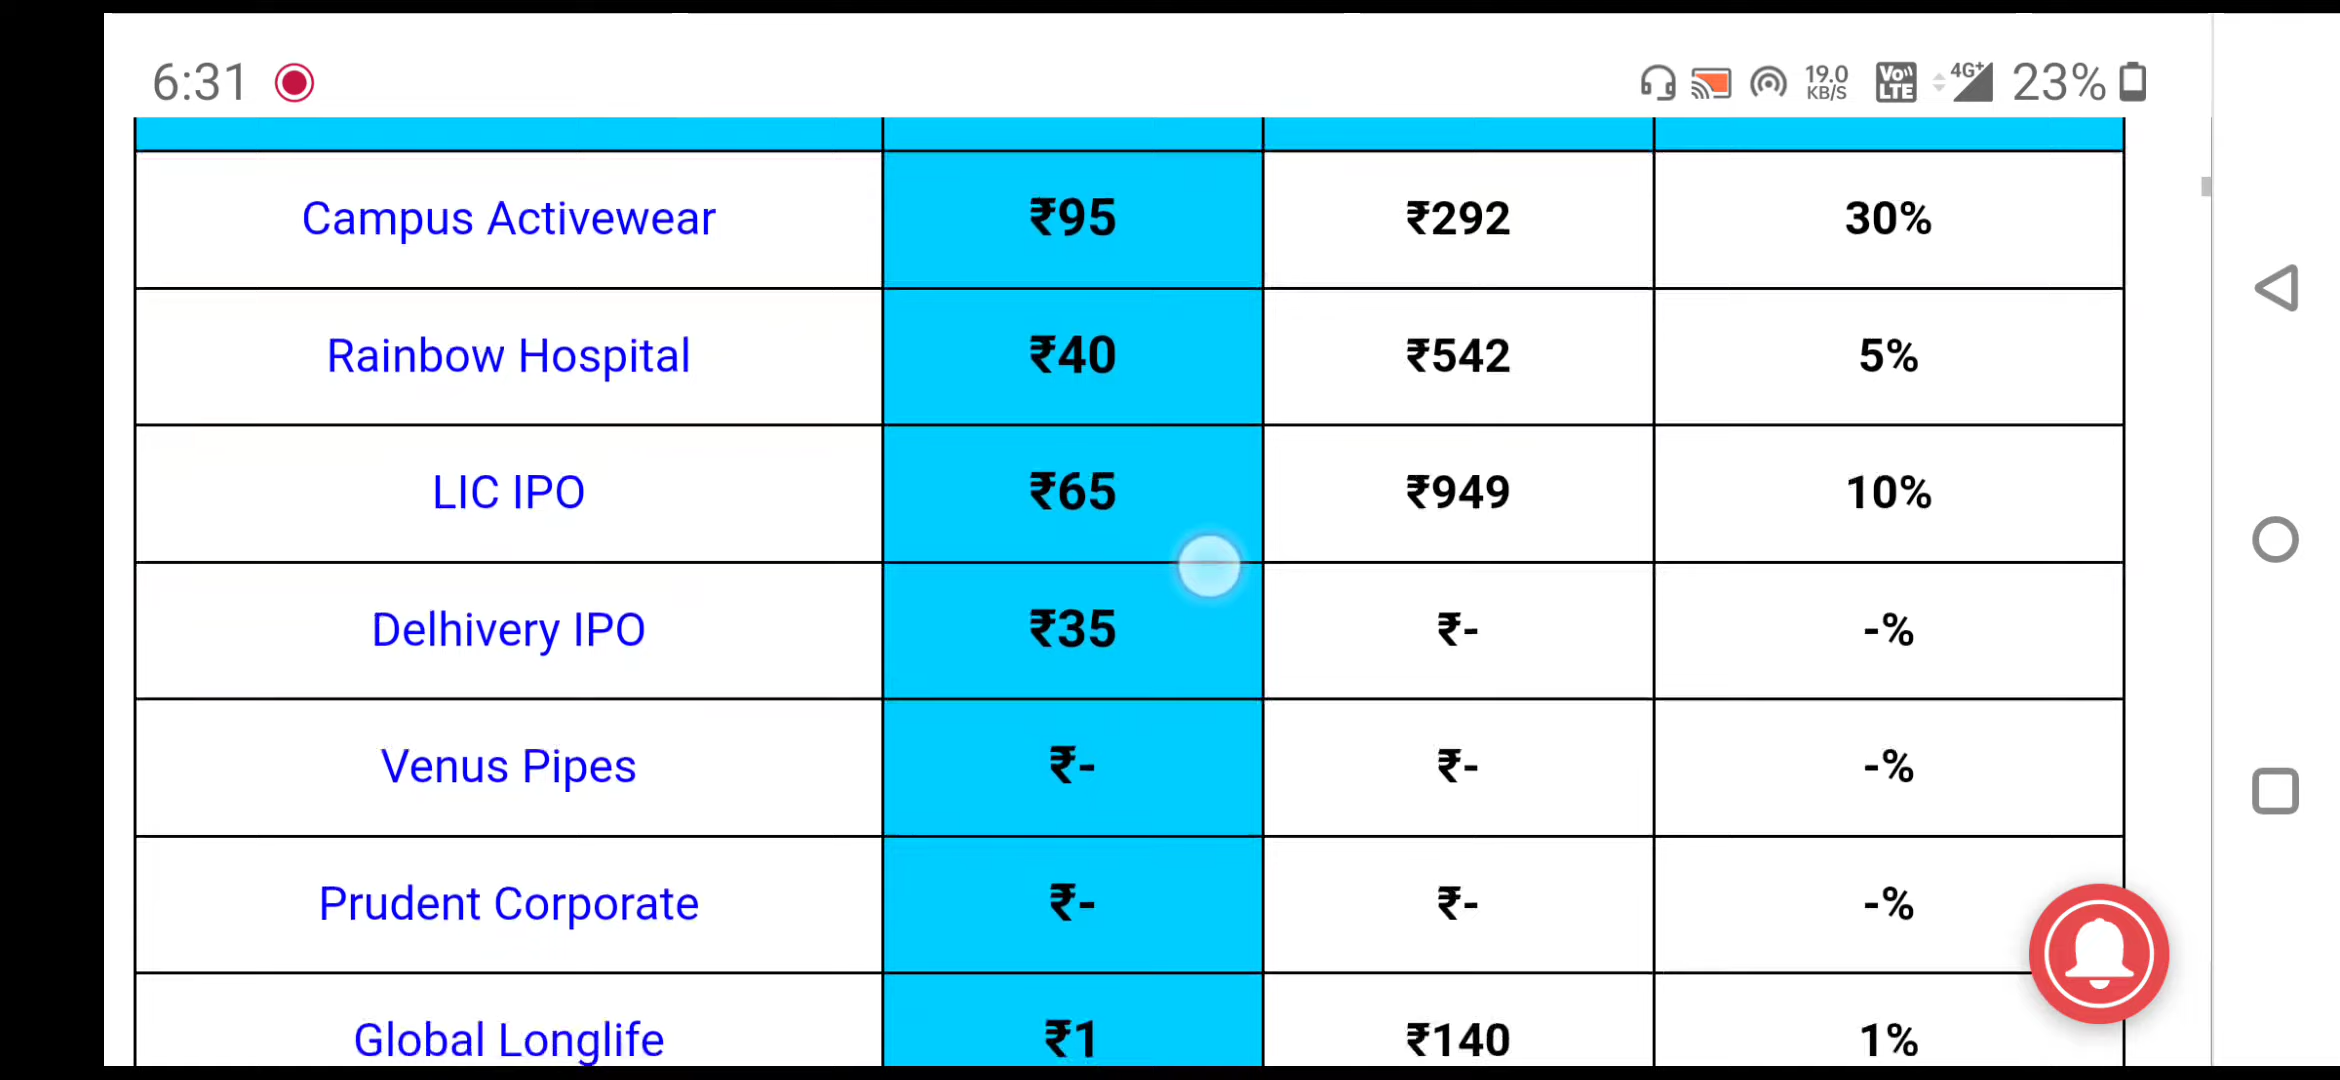 6:31 19.0 KB/S VoLTE 4G+ 23%
Campus Activewear ₹95 ₹292 30%
Rainbow Hospital ₹40 ₹542 5%
LIC IPO ₹65 ₹949 10%
Delhivery IPO ₹35 ₹- -%
Venus Pipes ₹- ₹- -%
Prudent Corporate ₹- ₹- -%
Global Longlife ₹1 ₹140 1%